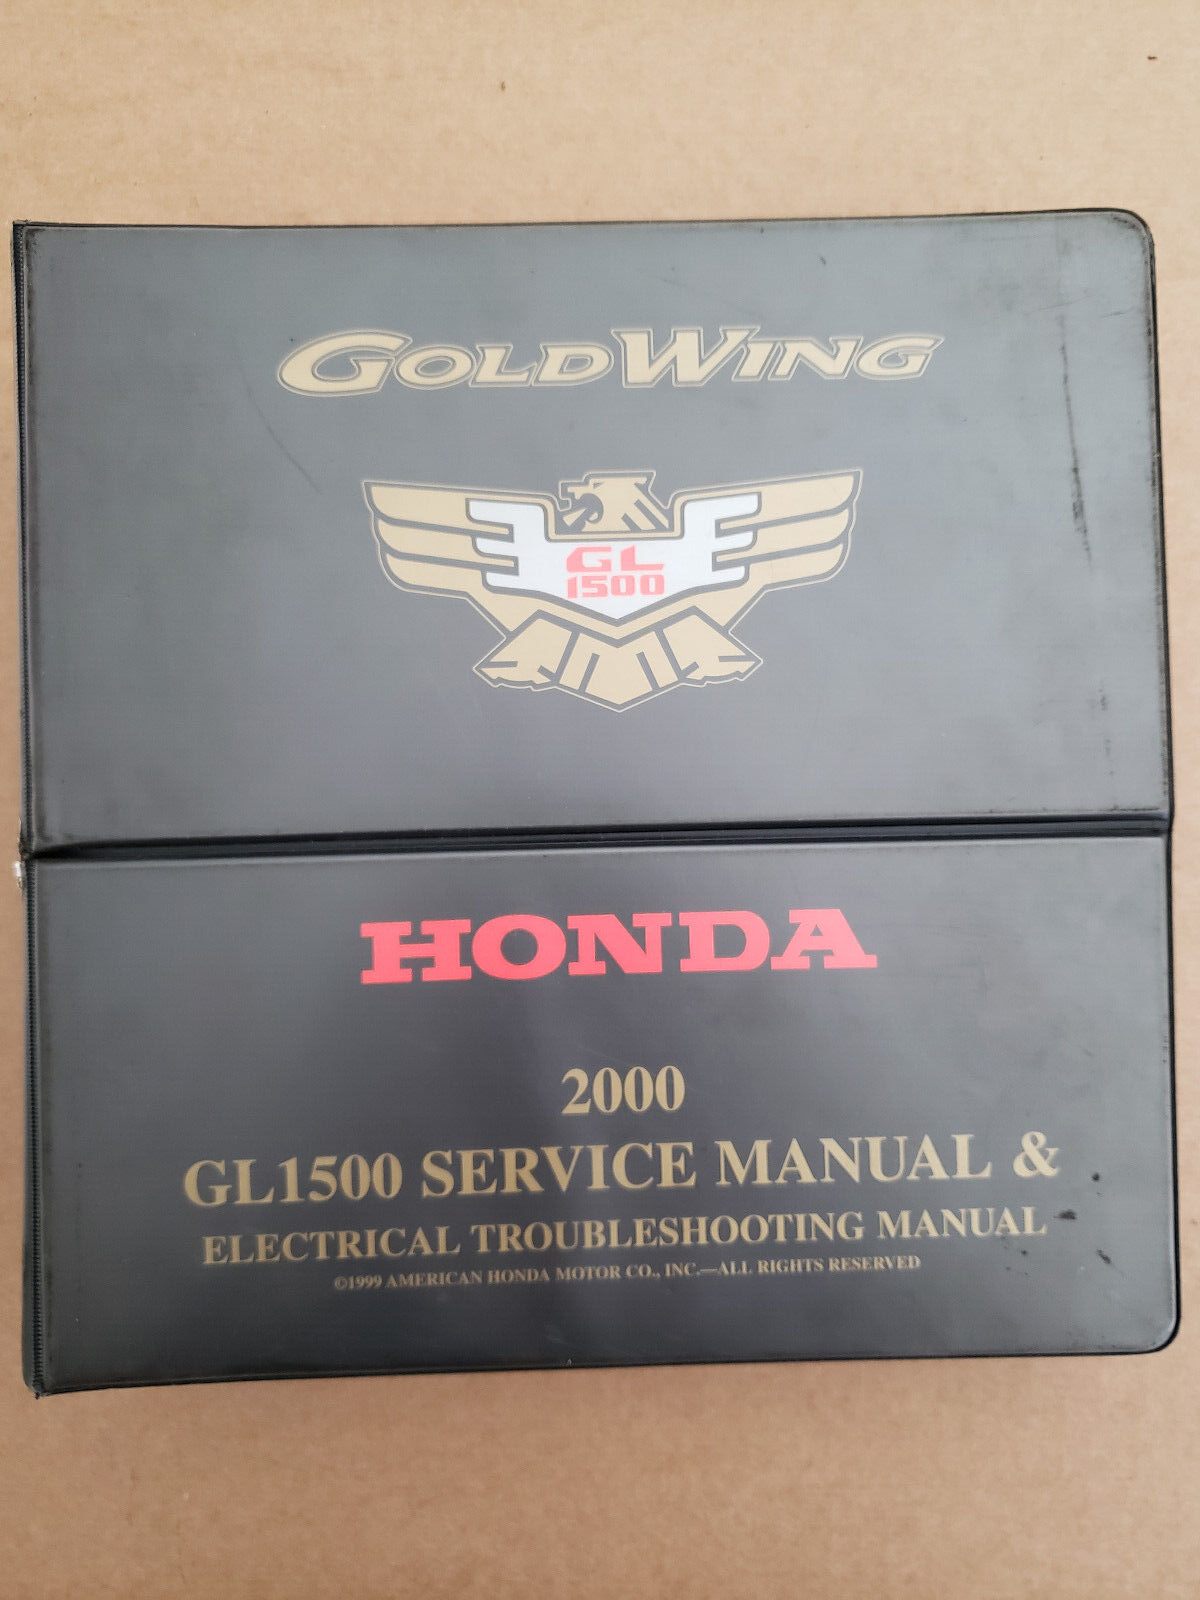 GOLDWING
GL
1500
HONDA
2000
GL1500 SERVICE MANUAL &
ELECTRICAL TROUBLESHOOTING MANUAL
©1999 AMERICAN HONDA MOTOR CO., INC.—ALL RIGHTS RESERVED